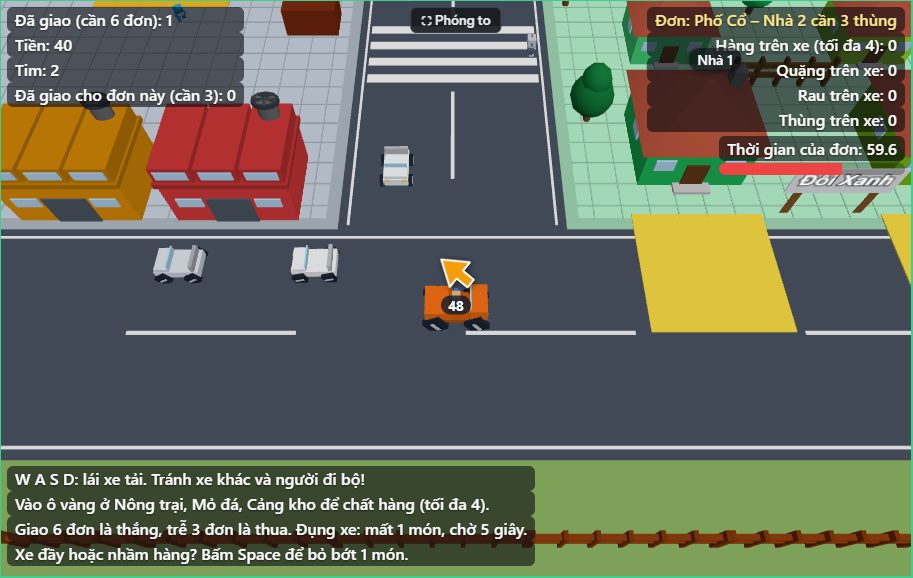 Đã giao (cần 6 đơn): 1
Tiền: 40
Tim: 2
Đã giao cho đơn này (cần 3): 0
Phóng to
Đơn: Phố Cổ – Nhà 2 cần 3 thùng
Hàng trên xe (tối đa 4): 0
Nhà 1
Quặng trên xe: 0
Rau trên xe: 0
Thùng trên xe: 0
Thời gian của đơn: 59.6
Đồi Xanh
48
W A S D: lái xe tải. Tránh xe khác và người đi bộ!
Vào ô vàng ở Nông trại, Mỏ đá, Cảng kho để chất hàng (tối đa 4).
Giao 6 đơn là thắng, trễ 3 đơn là thua. Đụng xe: mất 1 món, chờ 5 giây.
Xe đầy hoặc nhầm hàng? Bấm Space để bỏ bớt 1 món.